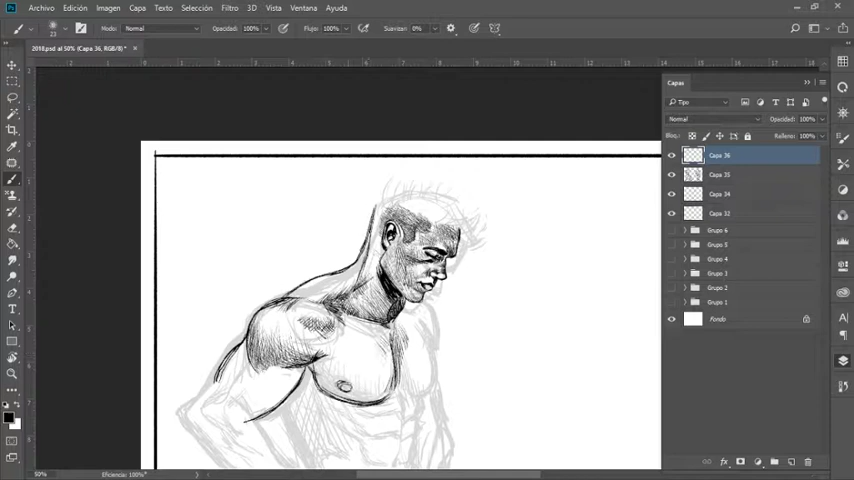 Ps Archivo Edición Imagen Capa Texto Selección Filtro 3D Vista Ventana Ayuda
23 Modo: Normal Opacidad: 100% Flujo: 100% Suavizar: 0%
2018.psd al 50% (Capa 36, RGB/8) *
Capas
Tipo
Normal Opacidad: 100%
Bloq.: Relleno: 100%
Capa 36
Capa 35
Capa 34
Capa 32
Grupo 6
Grupo 5
Grupo 4
Grupo 3
Grupo 2
Grupo 1
Fondo
fx
50% Eficiencia: 100%*